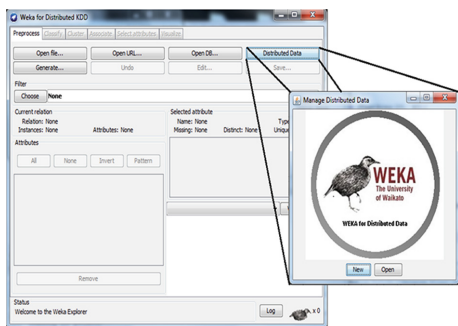 Weka for Distributed KDD
Preprocess Classify Cluster Associate Select attributes Visualize
Open file... Open URL... Open DB... Distributed Data
Generate... Undo Edit... Save...
Filter
Choose None
Current relation
Relation: None
Instances: None Attributes: None
Selected attribute
Name: None
Missing: None Distinct: None
Attributes
All None Invert Pattern
Remove
Status
Welcome to the Weka Explorer
Log x 0
Manage Distributed Data
WEKA
The University
of Waikato
WEKA for Distributed Data
New Open